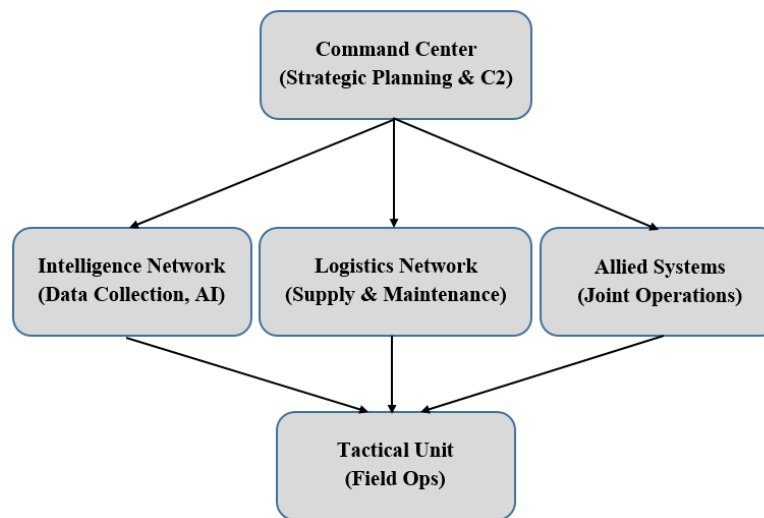 Command Center
(Strategic Planning & C2)
Intelligence Network
(Data Collection, AI)
Logistics Network
(Supply & Maintenance)
Allied Systems
(Joint Operations)
Tactical Unit
(Field Ops)